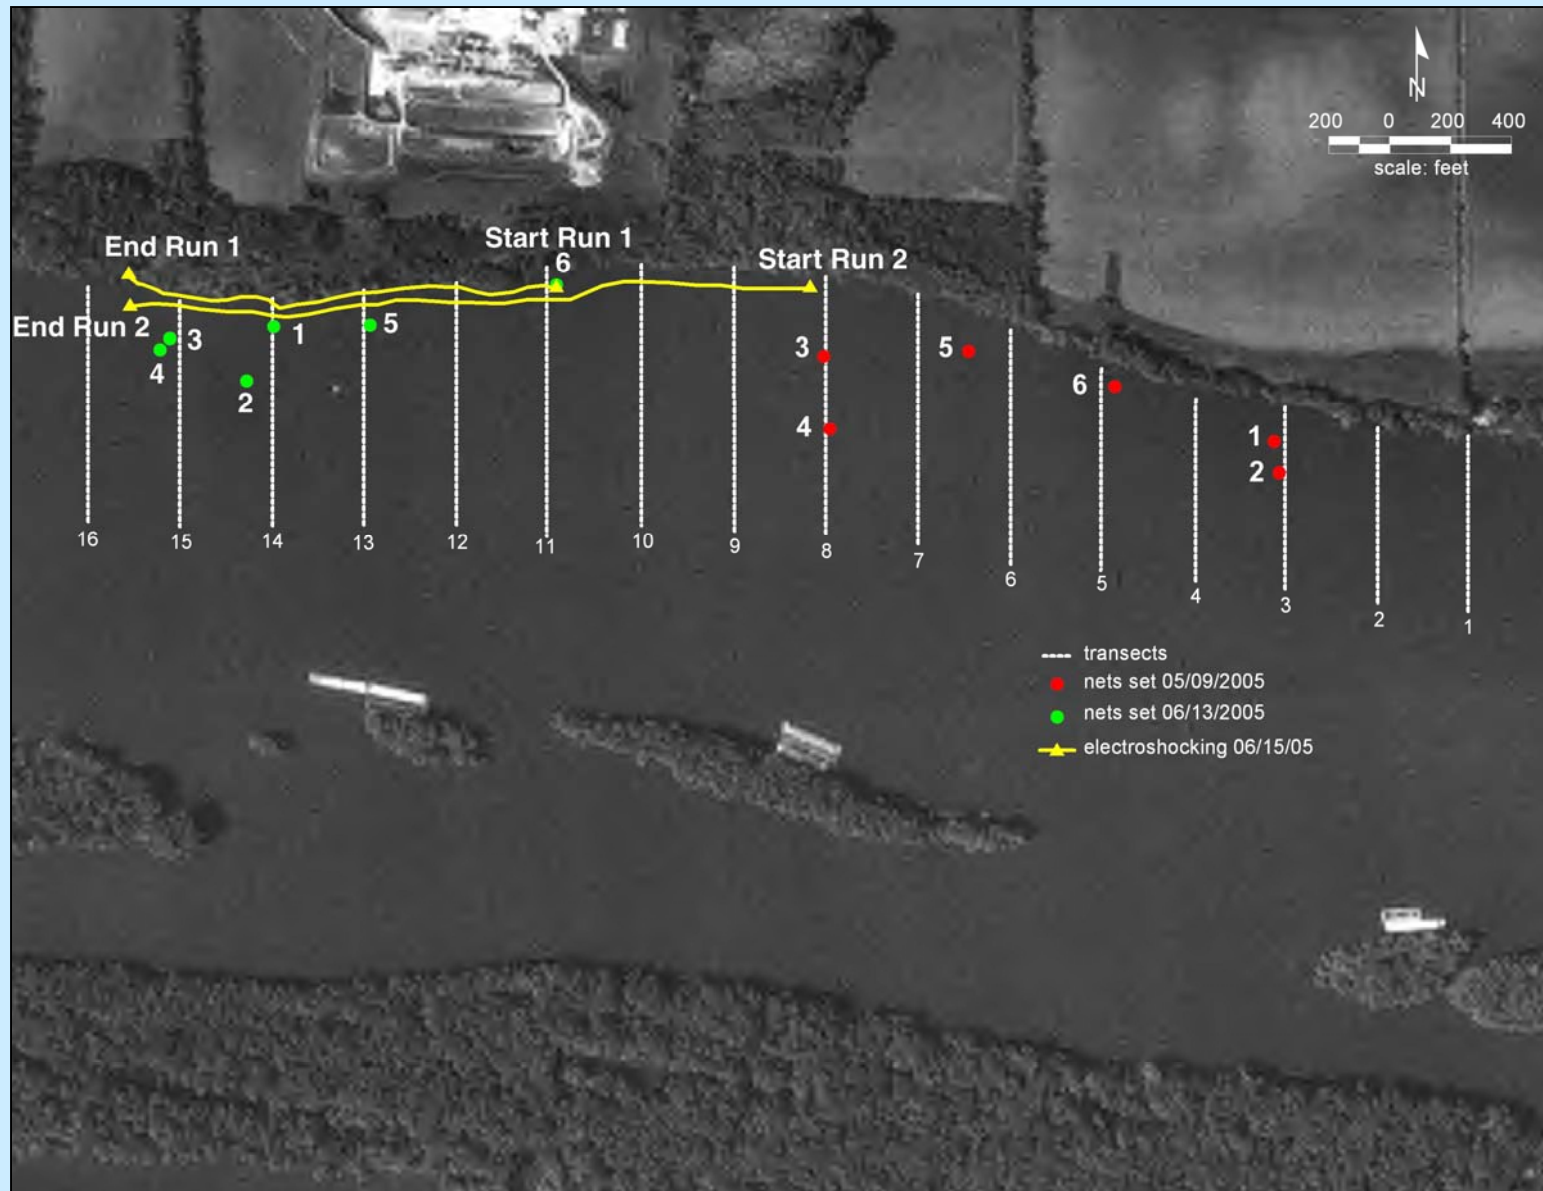 N
200 0 200 400
scale: feet
End Run 1
Start Run 1
Start Run 2
6
End Run 2
3
1
5
4
2
3
5
4
6
1
2
16 15 14 13 12 11 10 9 8 7 6 5 4 3 2 1
transects
nets set 05/09/2005
nets set 06/13/2005
electroshocking 06/15/05